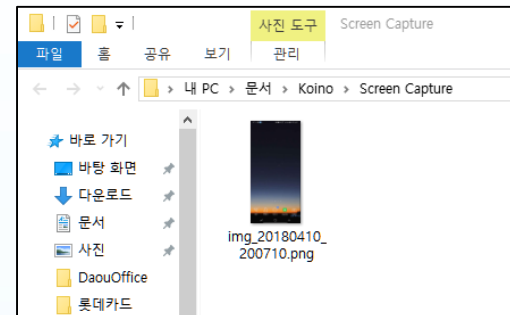 사진 도구 Screen Capture
파일 홈 공유 보기 관리
내 PC > 문서 > Koino > Screen Capture
바로 가기
바탕 화면
다운로드
문서
사진
DaouOffice
롯데카드
img_20180410_
200710.png